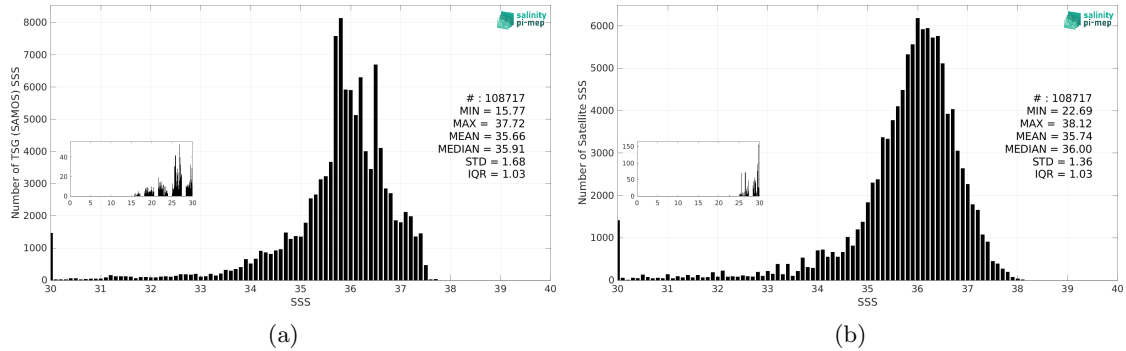 salinity
pi-mep
8000
7000
6000
5000
4000
3000
2000
1000
0
Number of TSG (SAMOS) SSS
# : 108717
MIN = 15.77
MAX = 37.72
MEAN = 35.66
MEDIAN = 35.91
STD = 1.68
IQR = 1.03
40
20
0
0 5 10 15 20 25 30
30 31 32 33 34 35 36 37 38 39 40
SSS
(a)
salinity
pi-mep
6000
5000
4000
3000
2000
1000
0
Number of Satellite SSS
# : 108717
MIN = 22.69
MAX = 38.12
MEAN = 35.74
MEDIAN = 36.00
STD = 1.36
IQR = 1.03
150
100
50
0
0 5 10 15 20 25 30
30 31 32 33 34 35 36 37 38 39 40
SSS
(b)